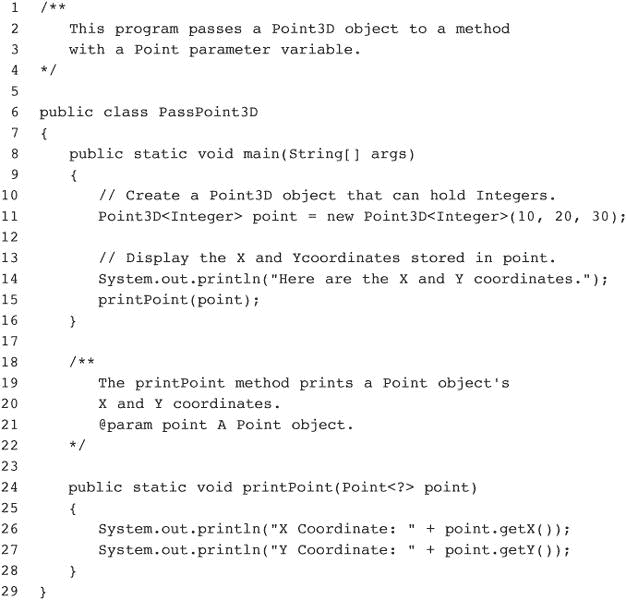 1 /**
2 This program passes a Point3D object to a method
3 with a Point parameter variable.
4 */
5
6 public class PassPoint3D
7 {
8 public static void main(String[] args)
9 {
10 // Create a Point3D object that can hold Integers.
11 Point3D<Integer> point = new Point3D<Integer>(10, 20, 30);
12
13 // Display the X and Ycoordinates stored in point.
14 System.out.println("Here are the X and Y coordinates.");
15 printPoint(point);
16 }
17
18 /**
19 The printPoint method prints a Point object's
20 X and Y coordinates.
21 @param point A Point object.
22 */
23
24 public static void printPoint(Point<?> point)
25 {
26 System.out.println("X Coordinate: " + point.getX());
27 System.out.println("Y Coordinate: " + point.getY());
28 }
29 }